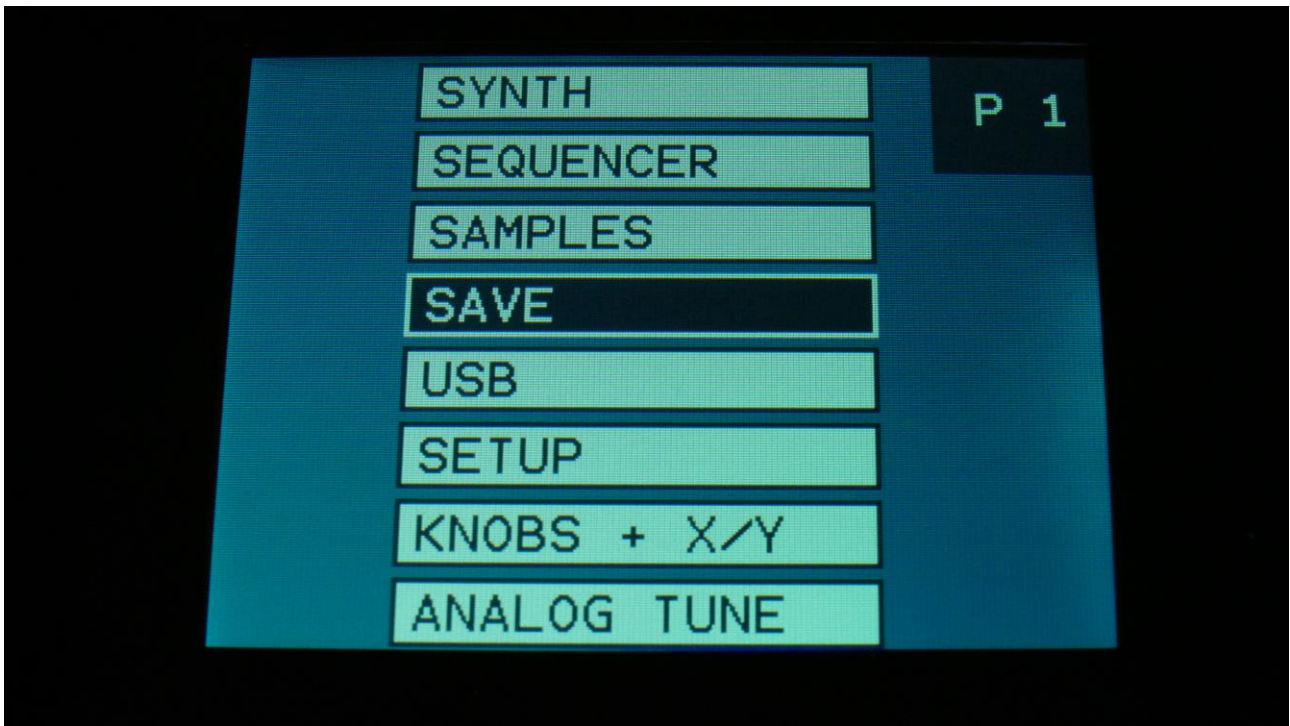 SYNTH
P 1
SEQUENCER
SAMPLES
SAVE
USB
SETUP
KNOBS + X/Y
ANALOG TUNE